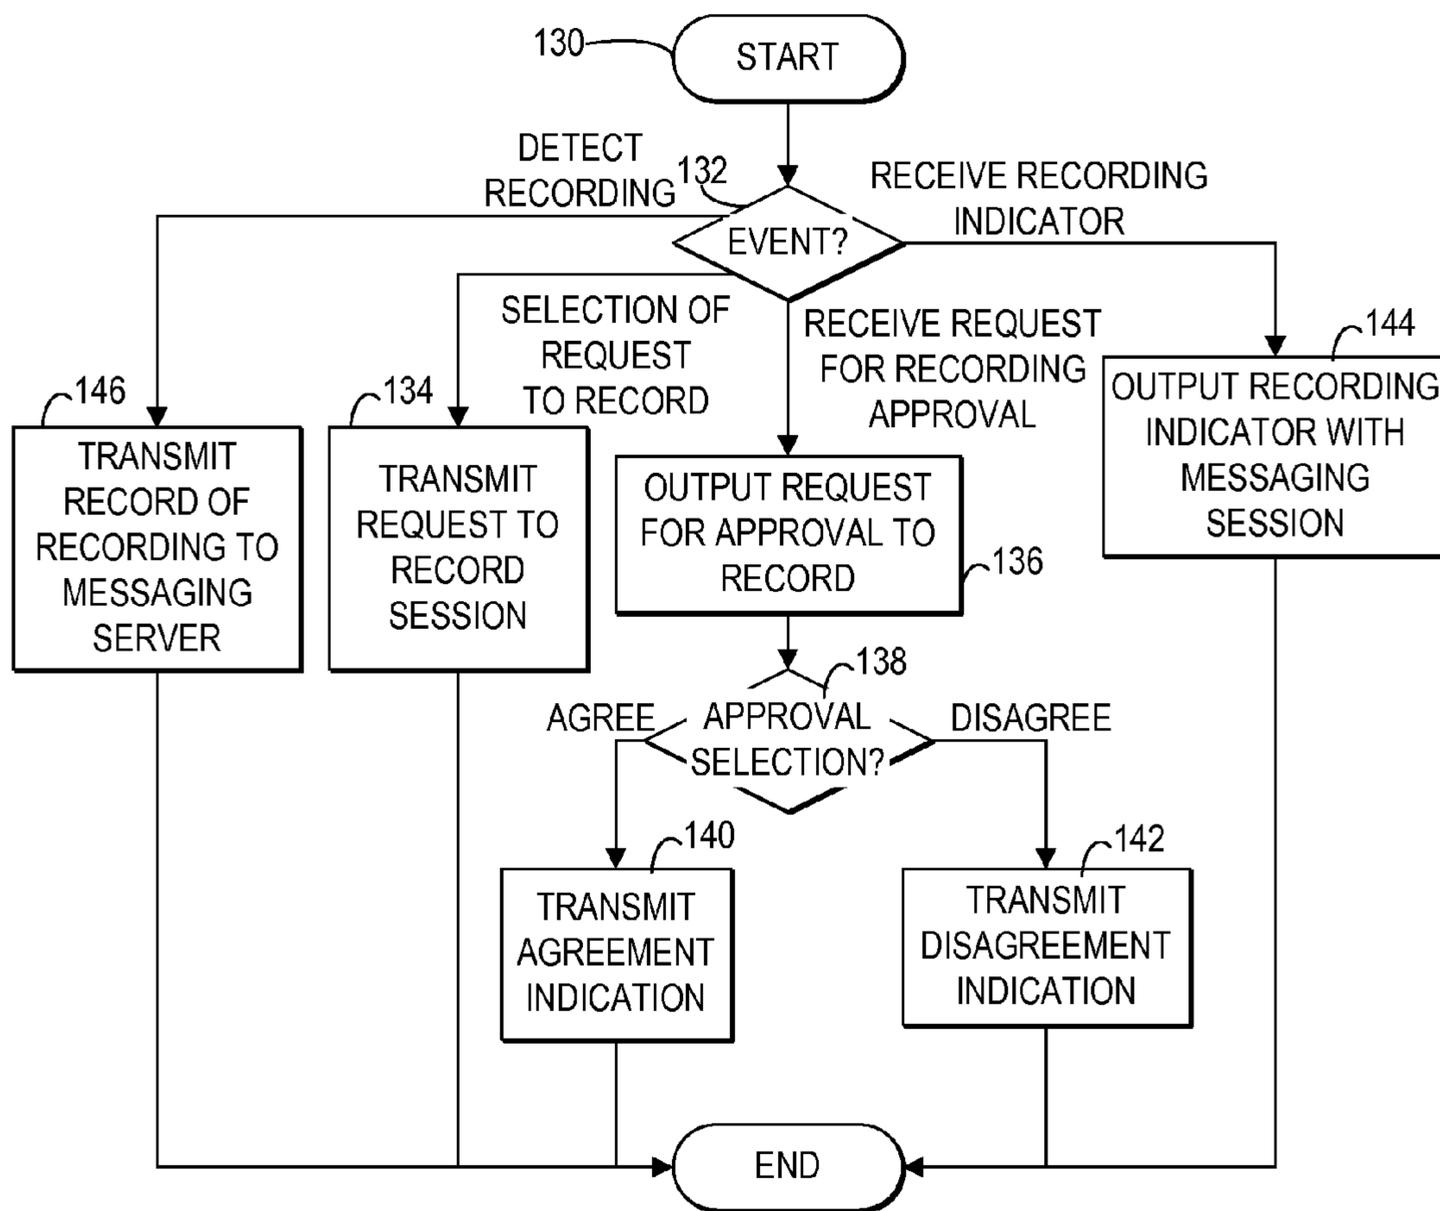 130
START
DETECT
RECORDING
132
RECEIVE RECORDING
INDICATOR
EVENT?
SELECTION OF
REQUEST
TO RECORD
RECEIVE REQUEST
FOR RECORDING
APPROVAL
146
TRANSMIT
RECORD OF
RECORDING TO
MESSAGING
SERVER
134
TRANSMIT
REQUEST TO
RECORD
SESSION
OUTPUT REQUEST
FOR APPROVAL TO
RECORD
136
144
OUTPUT RECORDING
INDICATOR WITH
MESSAGING
SESSION
138
APPROVAL
SELECTION?
AGREE
DISAGREE
140
TRANSMIT
AGREEMENT
INDICATION
142
TRANSMIT
DISAGREEMENT
INDICATION
END